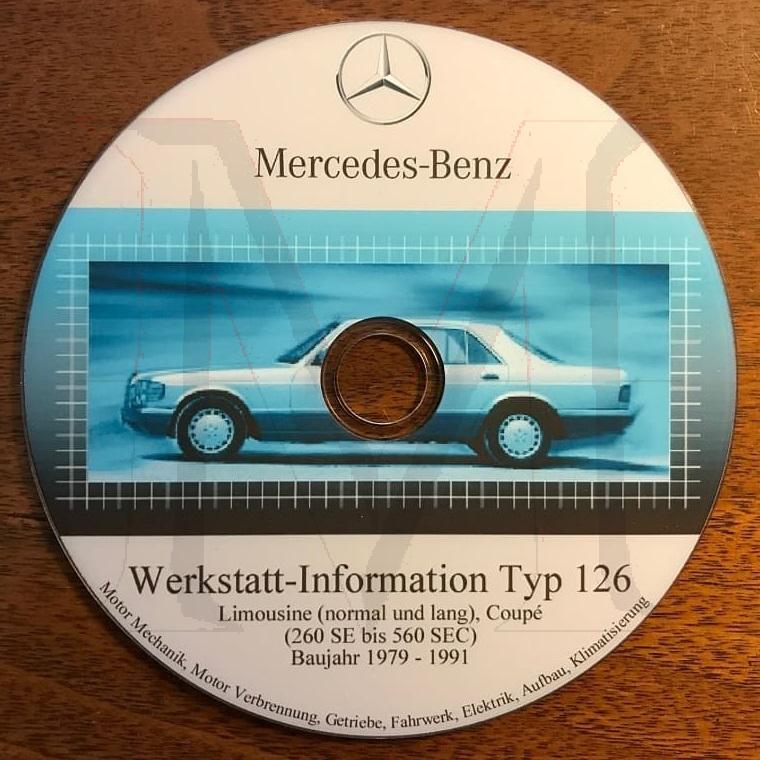 Mercedes-Benz
Werkstatt-Information Typ 126
Limousine (normal und lang), Coupé
(260 SE bis 560 SEC)
Baujahr 1979 - 1991
Motor Mechanik, Motor Verbrennung, Getriebe, Fahrwerk, Elektrik, Aufbau, Klimatisierung
M